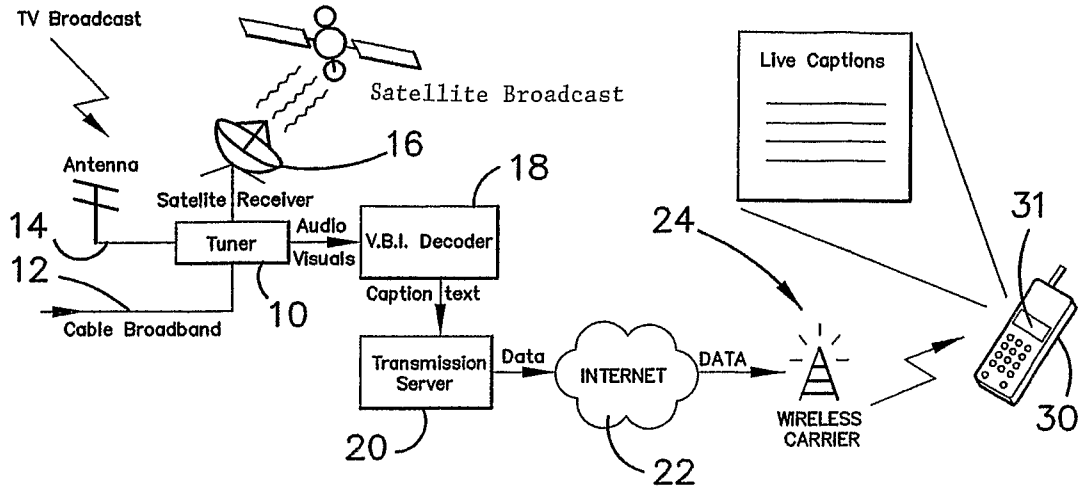 TV Broadcast
Satellite Broadcast
Live Captions
Antenna
16
18
Satelite Receiver
24
31
14
Tuner
Audio
Visuals
V.B.I. Decoder
12
10
Caption text
Cable Broadband
Transmission
Server
Data
INTERNET
DATA
WIRELESS
CARRIER
30
20
22